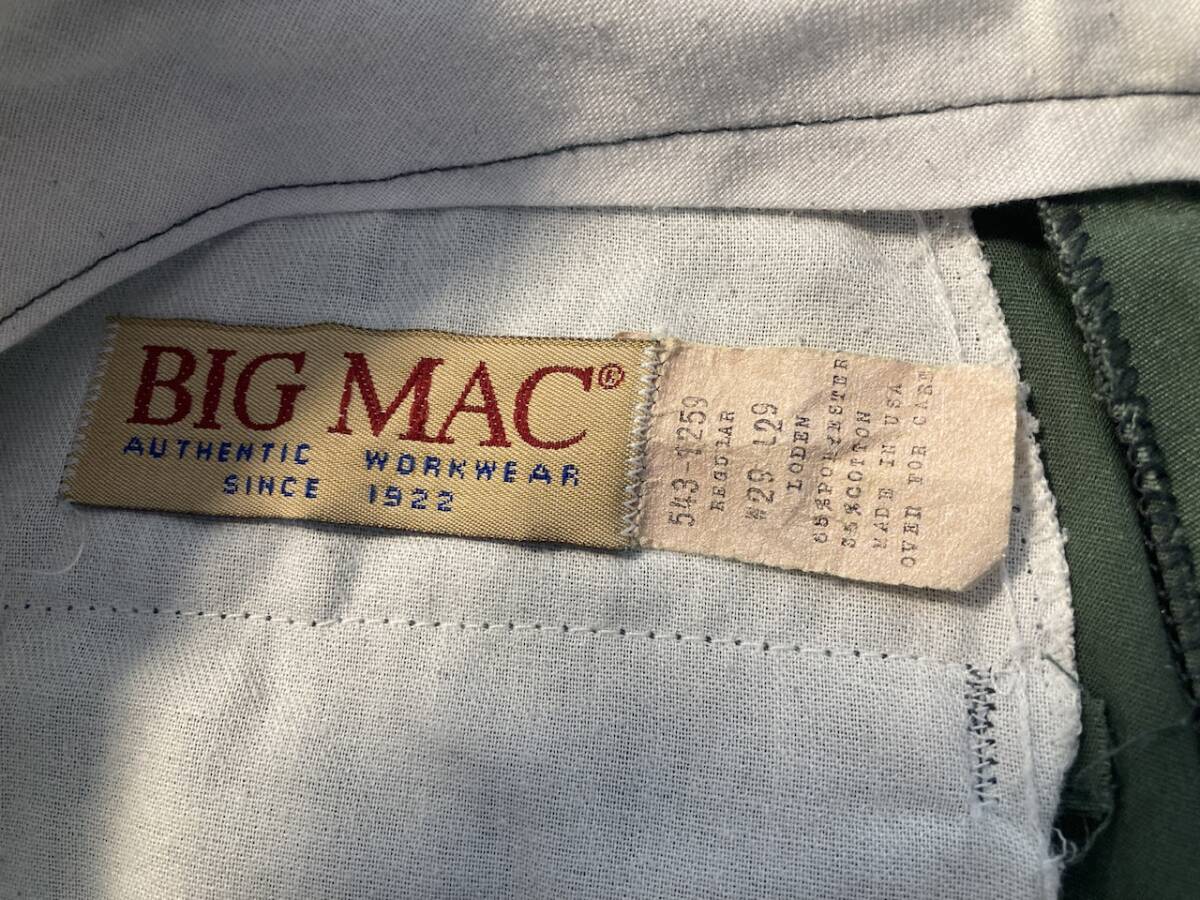 BIG MAC®
AUTHENTIC WORKWEAR
SINCE 1922
543-1259
REGULAR
W29 L29
LODEN
65%POLYESTER
35%COTTON
MADE IN USA
OVER FOR CARE